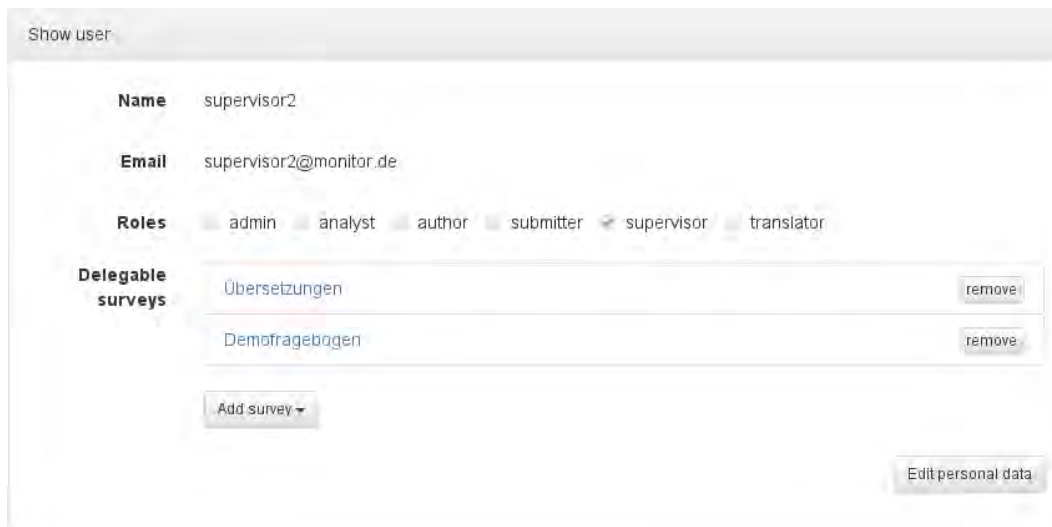 Show user
Name supervisor2
Email supervisor2@monitor.de
Roles admin analyst author submitter supervisor translator
Delegable surveys
Übersetzungen remove
Demofragebogen remove
Add survey
Edit personal data